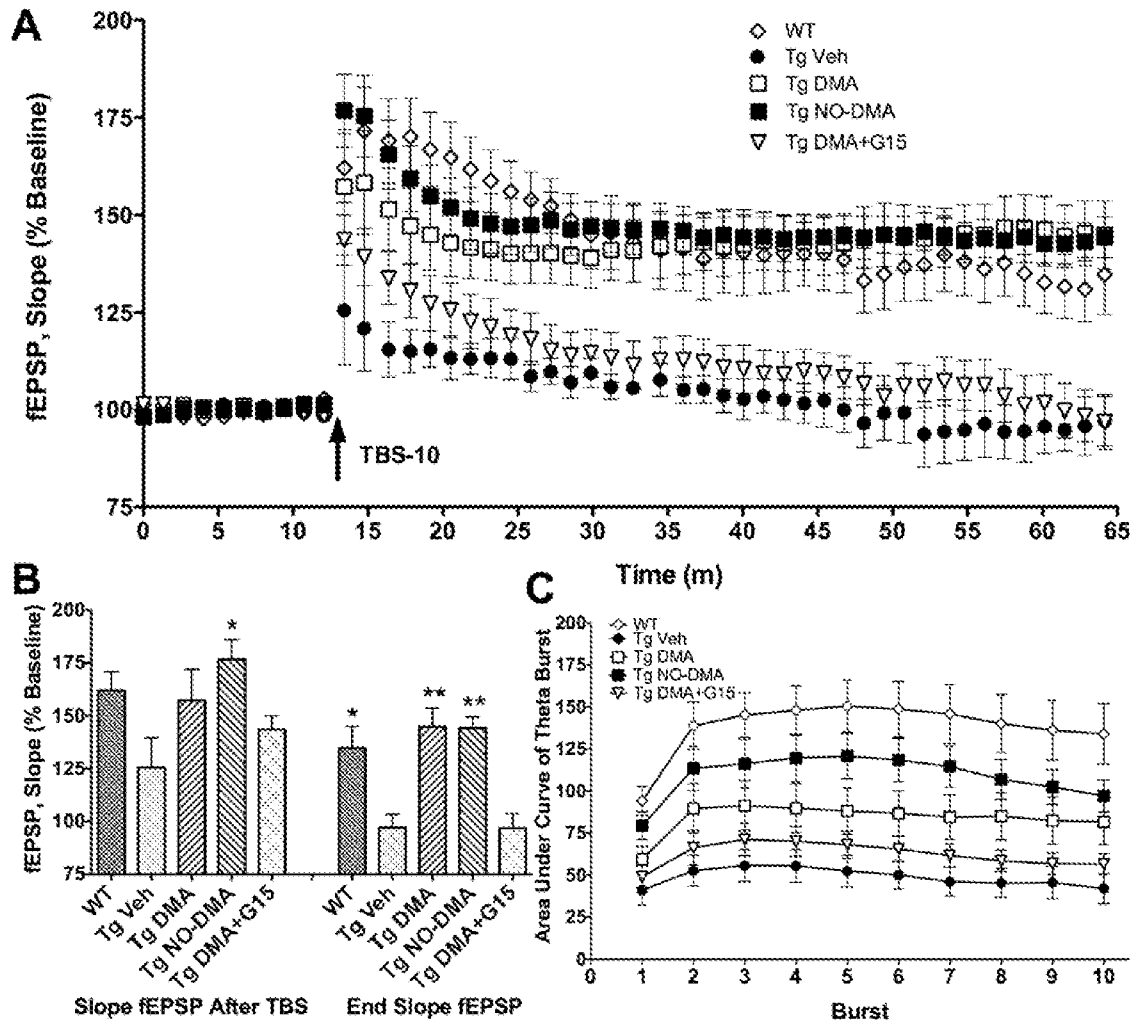 A
fEPSP, Slope (% Baseline)
200
175
150
125
100
75
WT
Tg Veh
Tg DMA
Tg NO-DMA
Tg DMA+G15
TBS-10
0 5 10 15 20 25 30 35 40 45 50 55 60 65
Time (m)
B
fEPSP, Slope (% Baseline)
200
175
150
125
100
75
*
*
**
**
WT
Tg Veh
Tg DMA
Tg NO-DMA
Tg DMA+G15
WT
Tg Veh
Tg DMA
Tg NO-DMA
Tg DMA+G15
Slope fEPSP After TBS
End Slope fEPSP
C
Area Under Curve of Theta Burst
200
175
150
125
100
75
50
0
WT
Tg Veh
Tg DMA
Tg NO-DMA
Tg DMA+G15
0 1 2 3 4 5 6 7 8 9 10
Burst